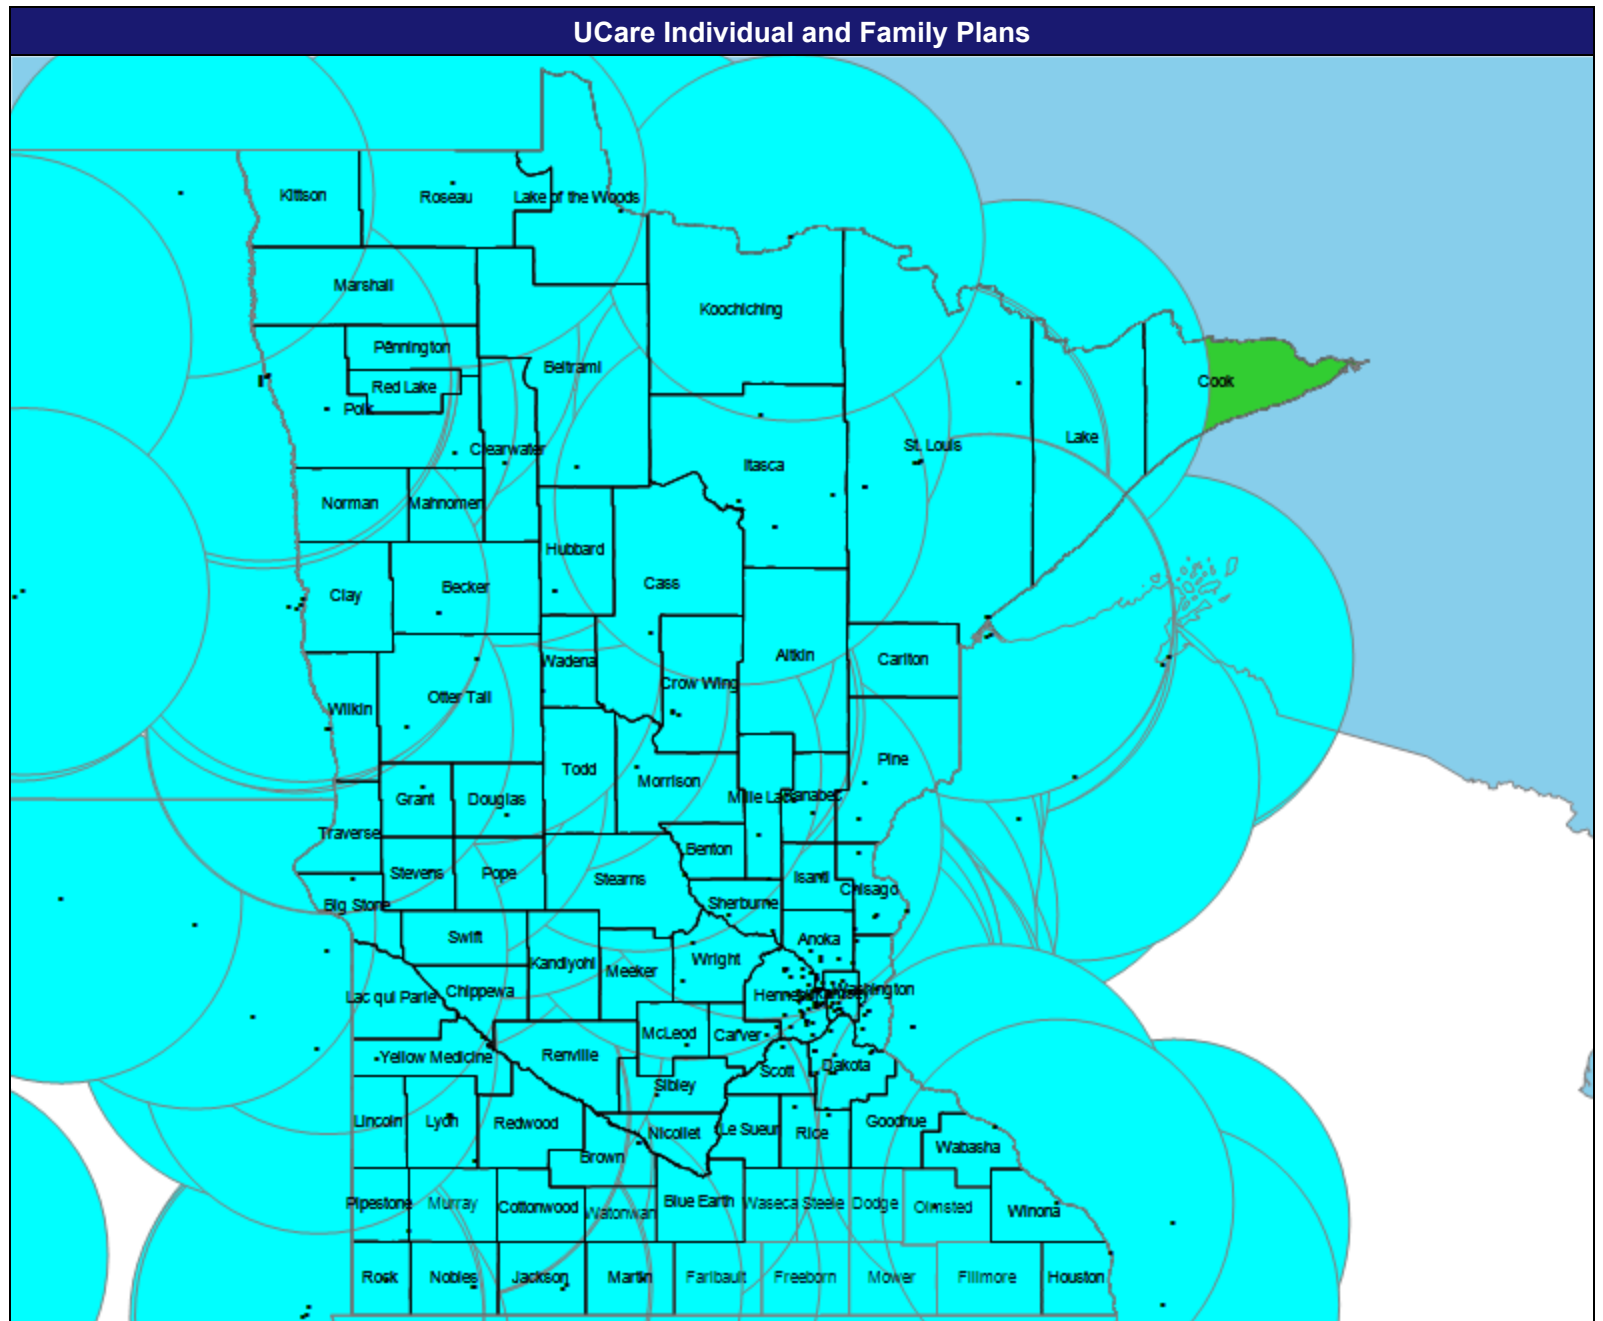 UCare Individual and Family Plans
Kittson
Roseau
Lake of the Woods
Marshall
Koochiching
Pennington
Beltrami
Red Lake
Cook
Polk
Lake
St. Louis
Clearwater
Itasca
Norman
Mahnomen
Hubbard
Cass
Becker
Clay
Aitkin
Carlton
Wadena
Crow Wing
Otter Tail
Wilkin
Pine
Todd
Morrison
Mille Lacs
Kanabec
Grant
Douglas
Traverse
Benton
Stevens
Pope
Stearns
Isanti
Chisago
Big Stone
Sherburne
Swift
Anoka
Kandiyohi
Meeker
Wright
Lac qui Parle
Chippewa
Hennepin
Washington
McLeod
Carver
Yellow Medicine
Renville
Scott
Dakota
Sibley
Lincoln
Lyon
Redwood
Nicollet
Le Sueur
Rice
Goodhue
Wabasha
Brown
Pipestone
Murray
Cottonwood
Watonwan
Blue Earth
Waseca
Steele
Dodge
Olmsted
Winona
Rock
Nobles
Jackson
Martin
Faribault
Freeborn
Mower
Fillmore
Houston